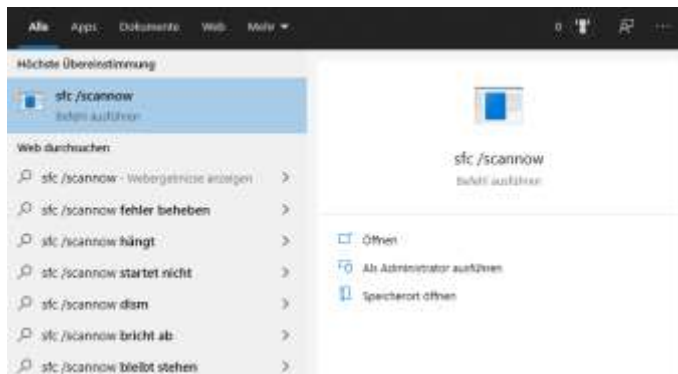 Alle Apps Dokumente Web Mehr
0
Höchste Übereinstimmung
sfc /scannow
Befehl ausführen
Web durchsuchen
sfc /scannow - Webergebnisse anzeigen
sfc /scannow fehler beheben
sfc /scannow hängt
sfc /scannow startet nicht
sfc /scannow dism
sfc /scannow bricht ab
sfc /scannow bleibt stehen
sfc /scannow
Befehl ausführen
Öffnen
Als Administrator ausführen
Speicherort öffnen